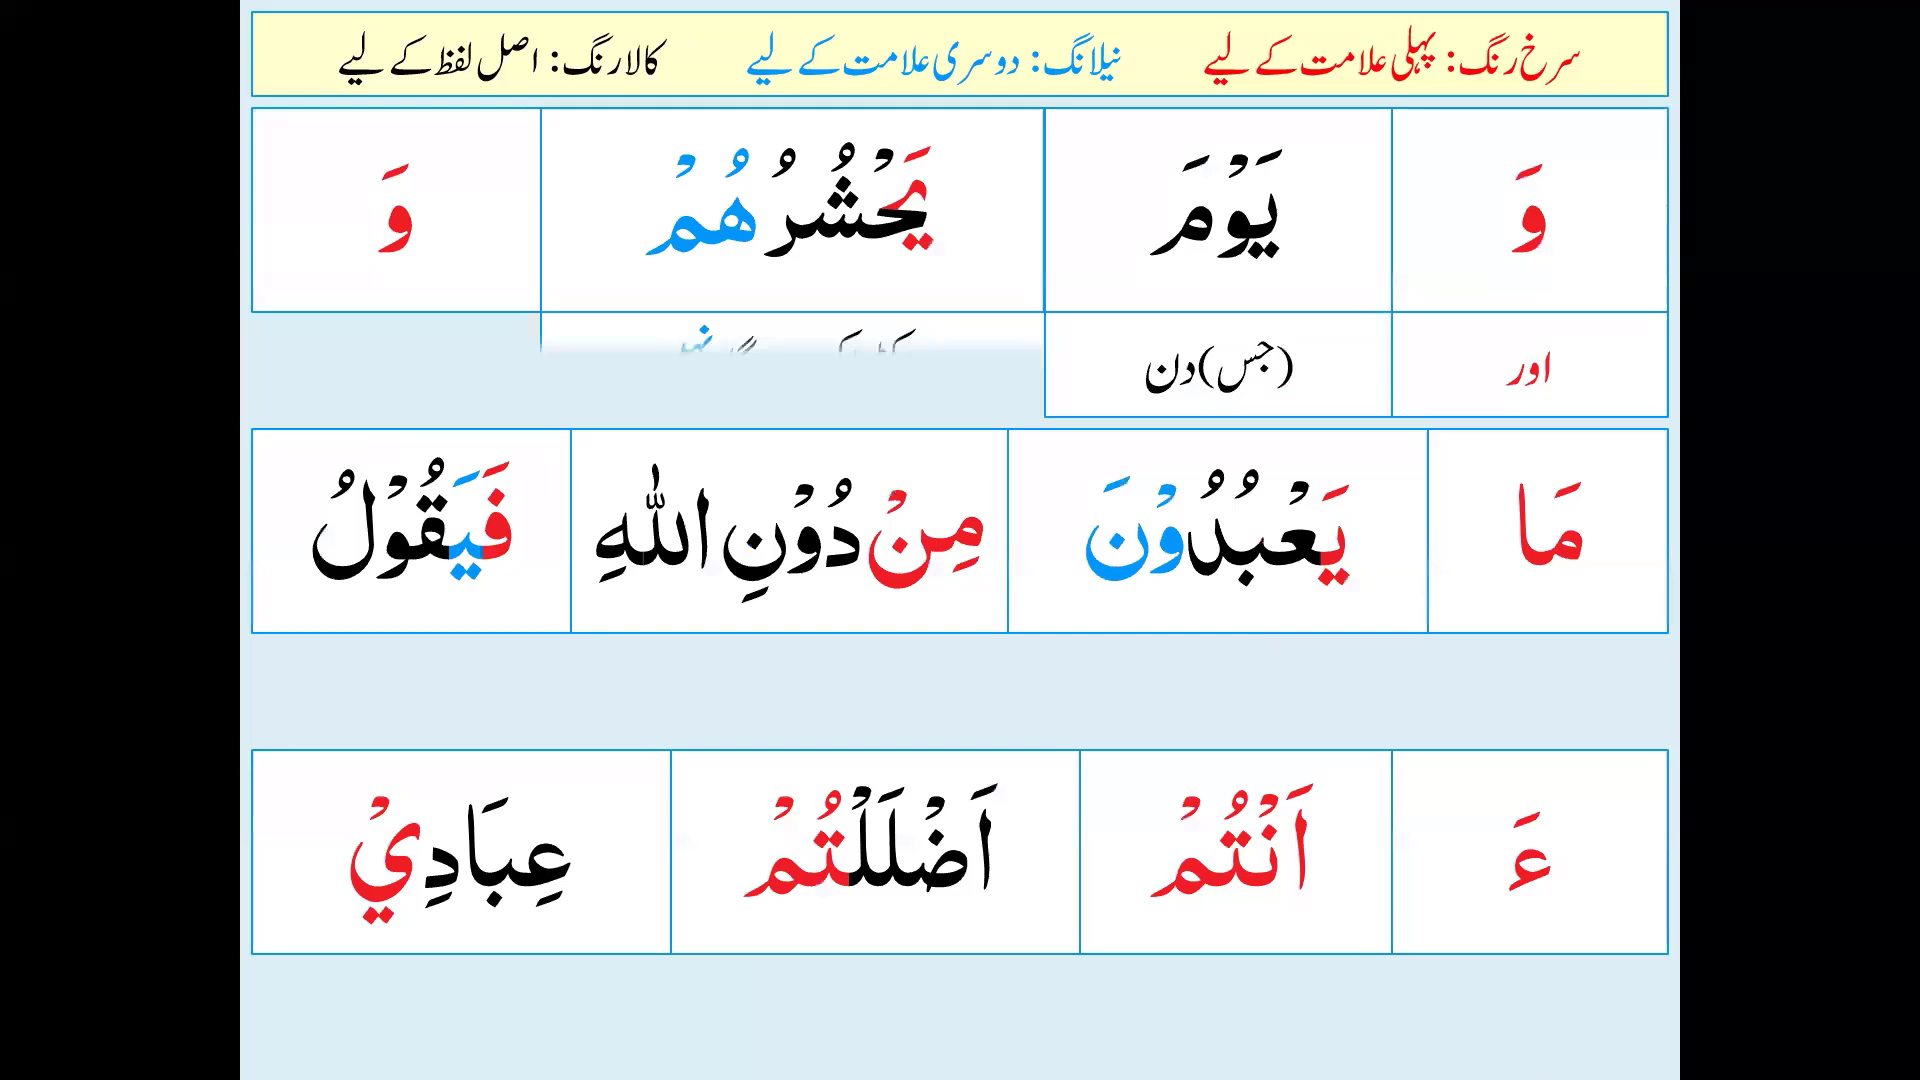 سرخ رنگ: پہلی علامت کے لیے نیلا نگ: دوسری علامت کے لیے کالا رنگ: اصل لفظ کے لیے
وَ يَوْمَ يَحْشُرُهُمْ وَ
اور (جس) دن
مَا يَعْبُدُوْنَ مِنْ دُوْنِ اللّٰهِ فَيَقُوْلُ
ءَ اَنْتُمْ اَضْلَلْتُمْ عِبَادِيْ